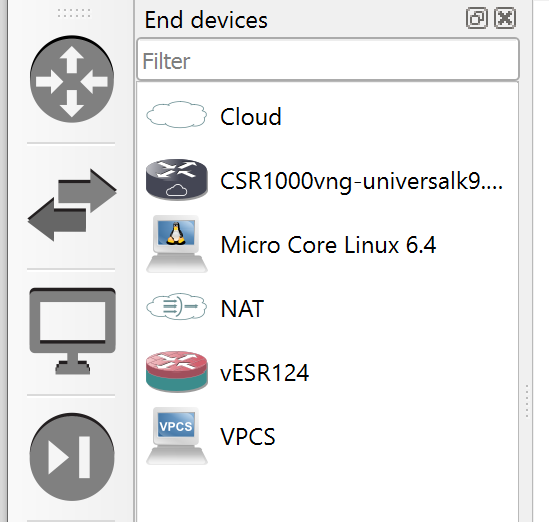 End devices
Filter
Cloud
CSR1000vng-universalk9....
Micro Core Linux 6.4
NAT
vESR124
VPCS
VPCS